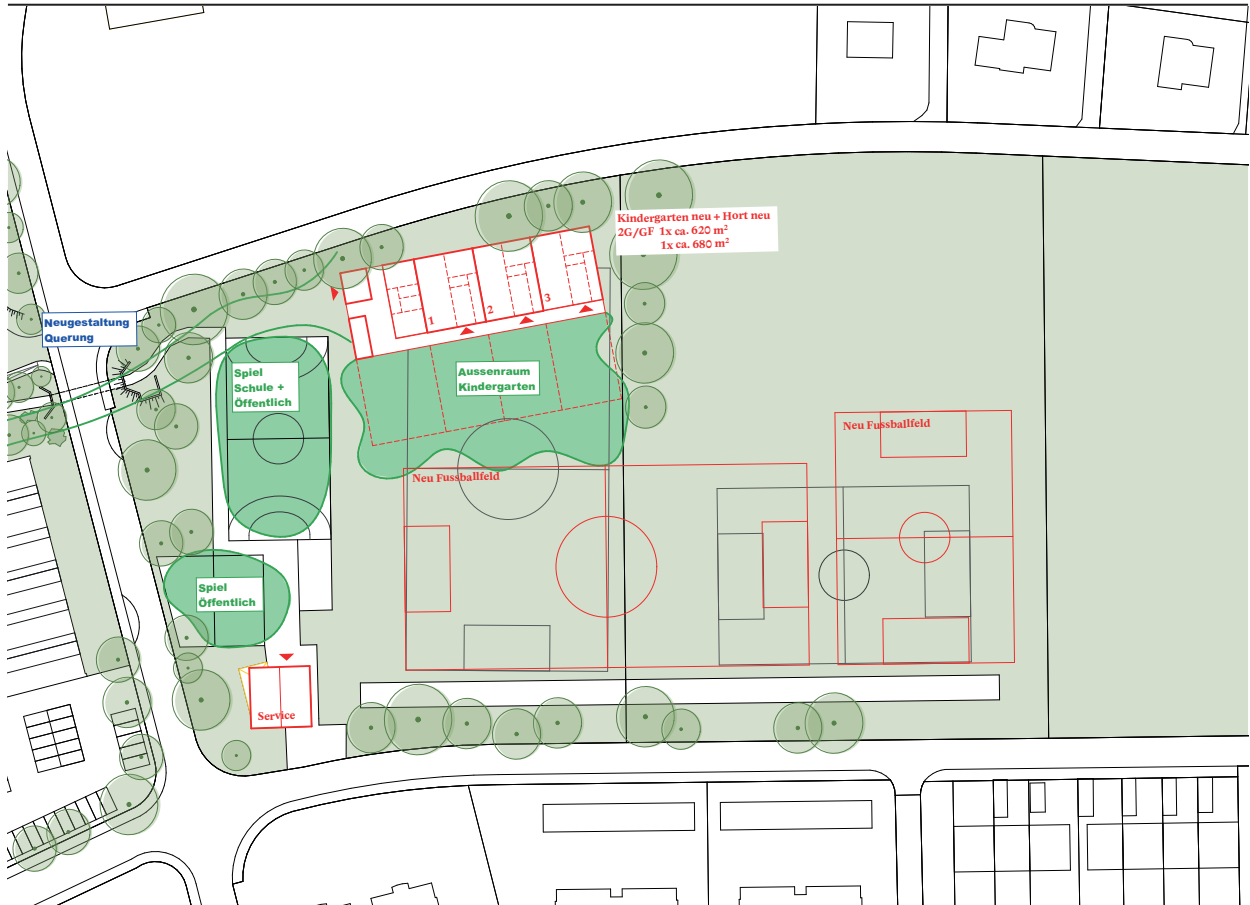 Kindergarten neu + Hort neu
2G/GF 1x ca. 620 m²
1x ca. 680 m²
1
2
3
Neugestaltung
Querung
Spiel
Schule +
Öffentlich
Aussenraum
Kindergarten
Neu Fussballfeld
Neu Fussballfeld
Spiel
Öffentlich
Service